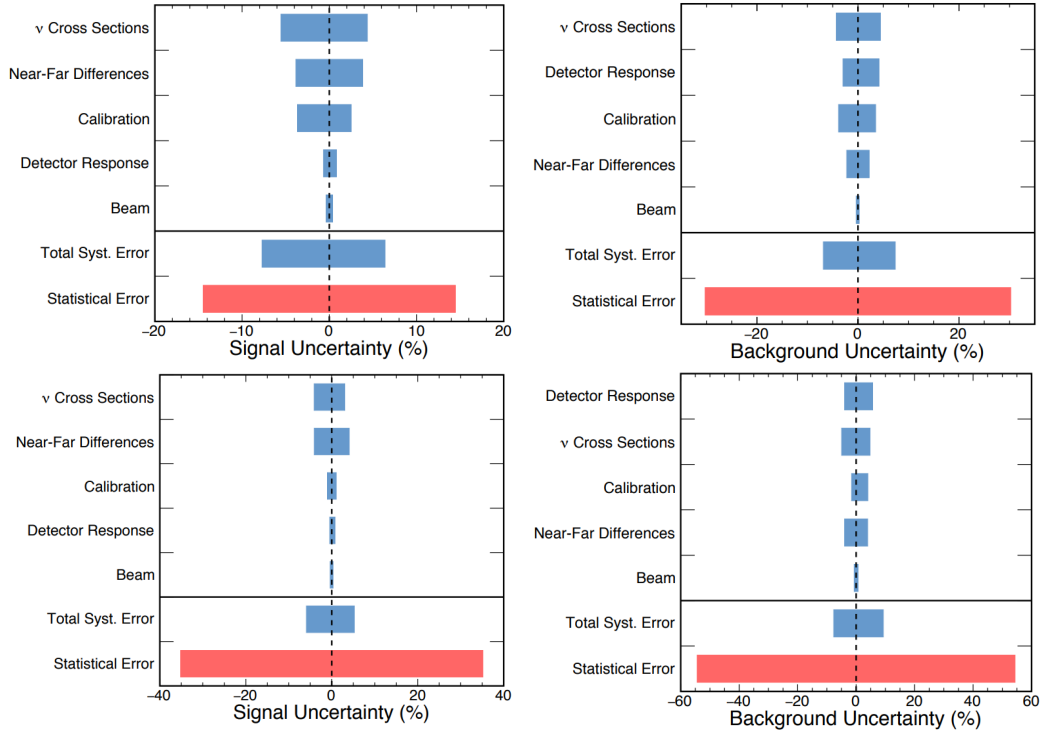 ν Cross Sections
Near-Far Differences
Calibration
Detector Response
Beam
Total Syst. Error
Statistical Error
−20 −10 0 10 20
Signal Uncertainty (%)
ν Cross Sections
Detector Response
Calibration
Near-Far Differences
Beam
Total Syst. Error
Statistical Error
−20 0 20
Background Uncertainty (%)
ν Cross Sections
Near-Far Differences
Calibration
Detector Response
Beam
Total Syst. Error
Statistical Error
−40 −20 0 20 40
Signal Uncertainty (%)
Detector Response
ν Cross Sections
Calibration
Near-Far Differences
Beam
Total Syst. Error
Statistical Error
−60 −40 −20 0 20 40 60
Background Uncertainty (%)